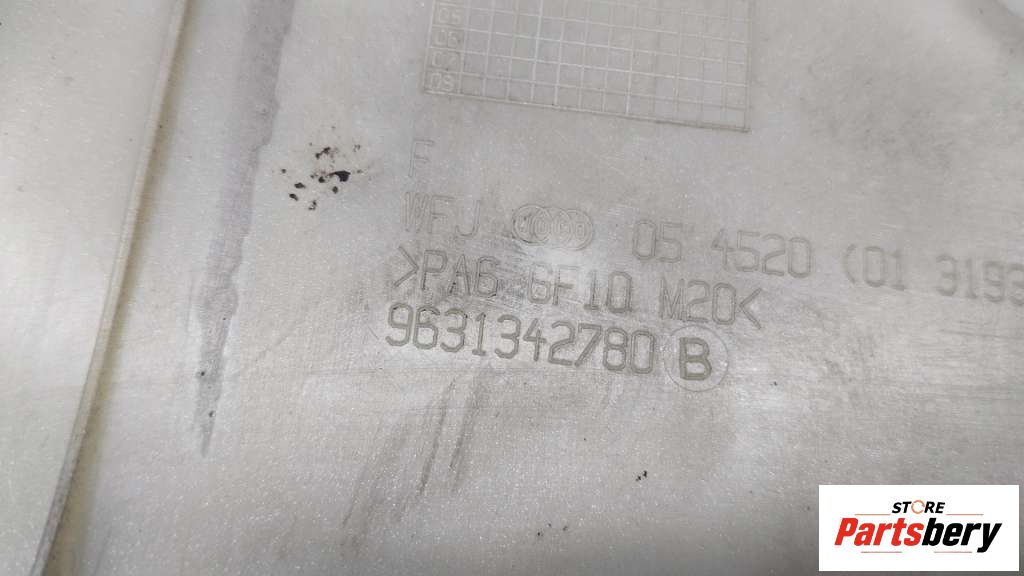 F
WFJ 05 4520 (01 3193
>PA6 GF10 M20<
9631342780 B
STORE
Partsbery